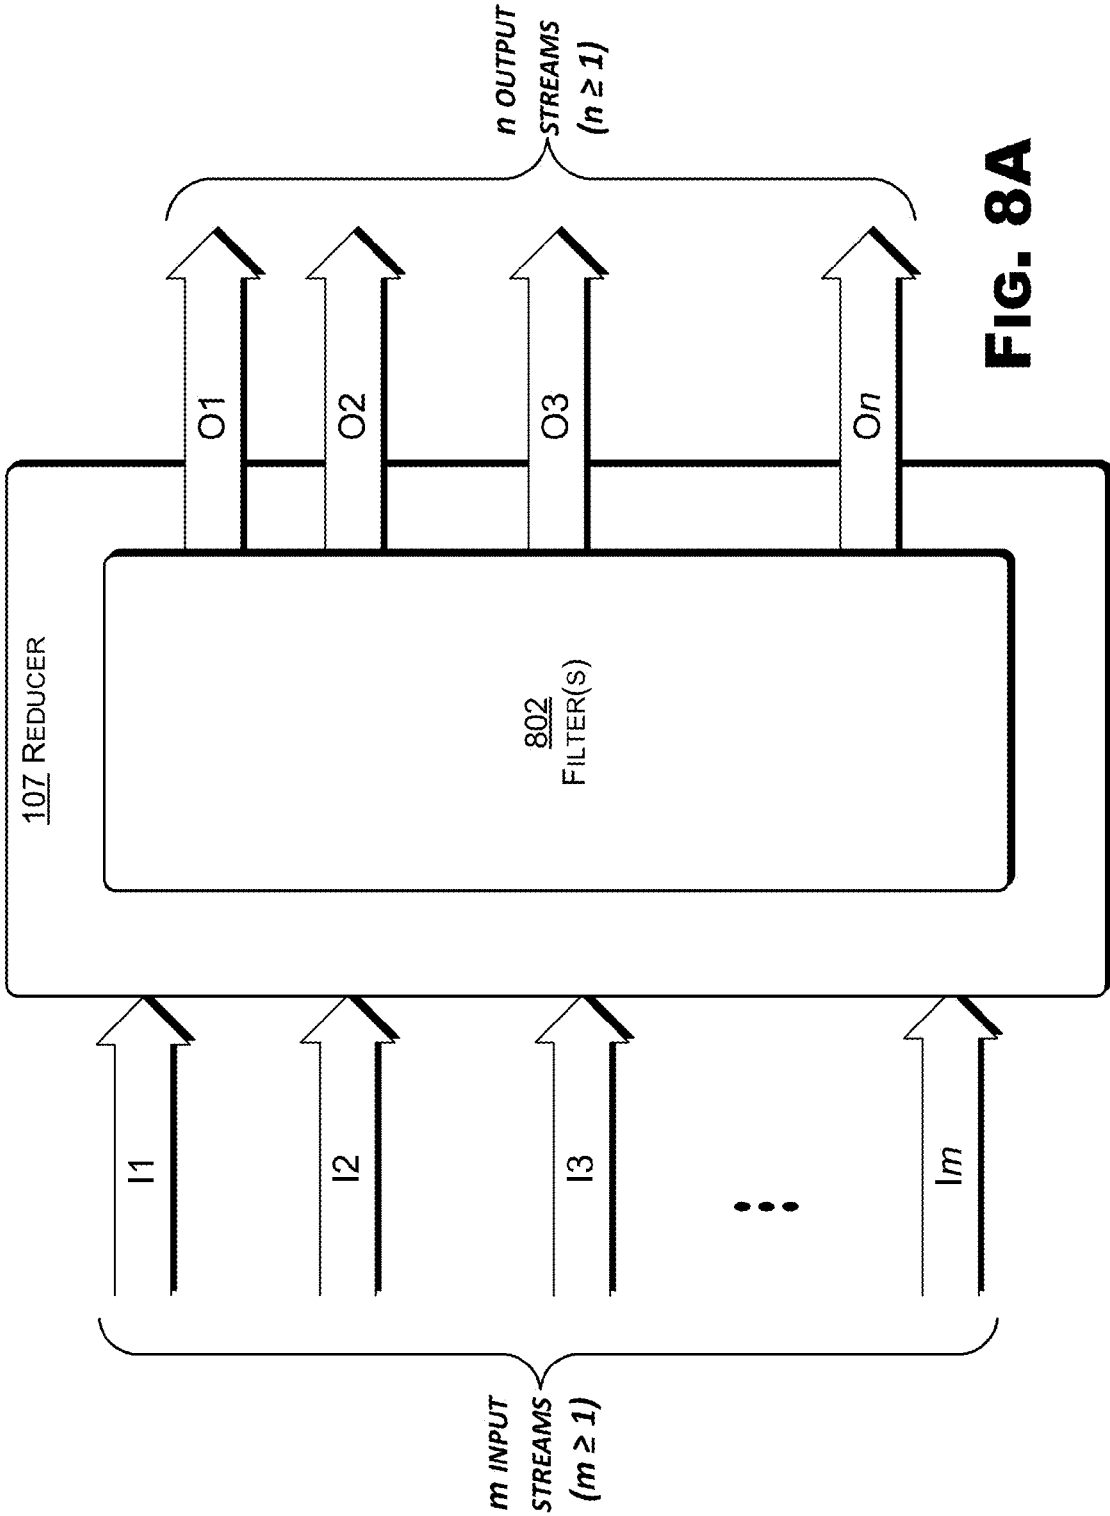 107 REDUCER
m INPUT
STREAMS
(m ≥ 1)
I1
I2
I3
...
Im
802
FILTER(S)
O1
O2
O3
On
n OUTPUT
STREAMS
(n ≥ 1)
FIG. 8A